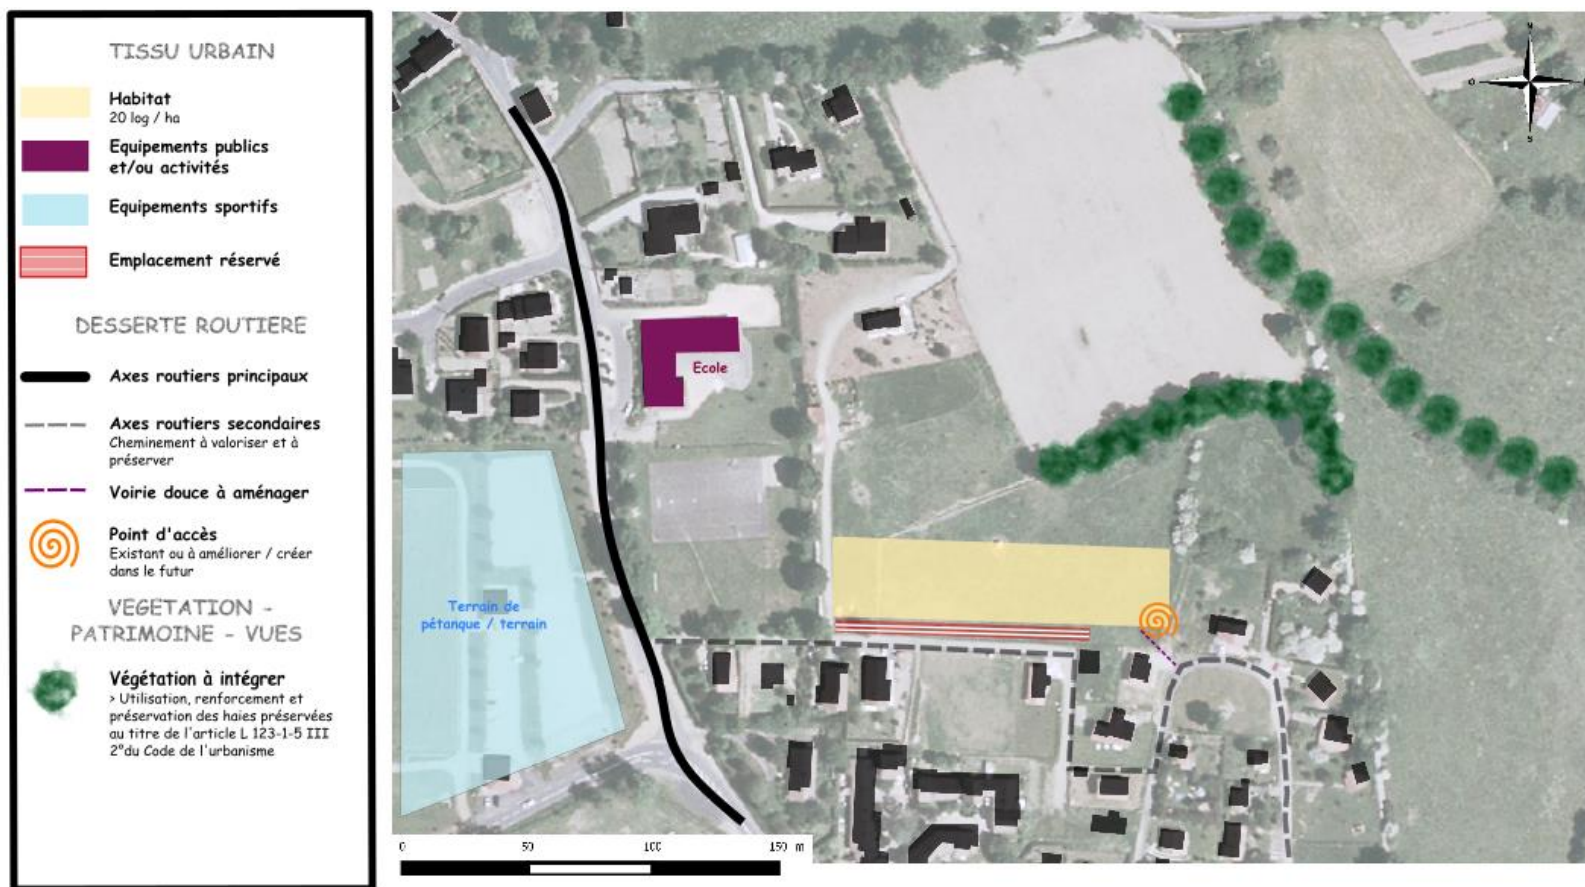 TISSU URBAIN
Habitat
20 log / ha
Equipements publics
et/ou activités
Equipements sportifs
Emplacement réservé
DESSERTE ROUTIERE
Axes routiers principaux
Axes routiers secondaires
Cheminement à valoriser et à
préserver
Voirie douce à aménager
Point d'accès
Existant ou à améliorer / créer
dans le futur
VEGETATION -
PATRIMOINE - VUES
Végétation à intégrer
> Utilisation, renforcement et
préservation des haies préservées
au titre de l'article L 123-1-5 III
2°du Code de l'urbanisme
N
O
S
Ecole
Terrain de
pétanque / terrain
0 50 100 150 m